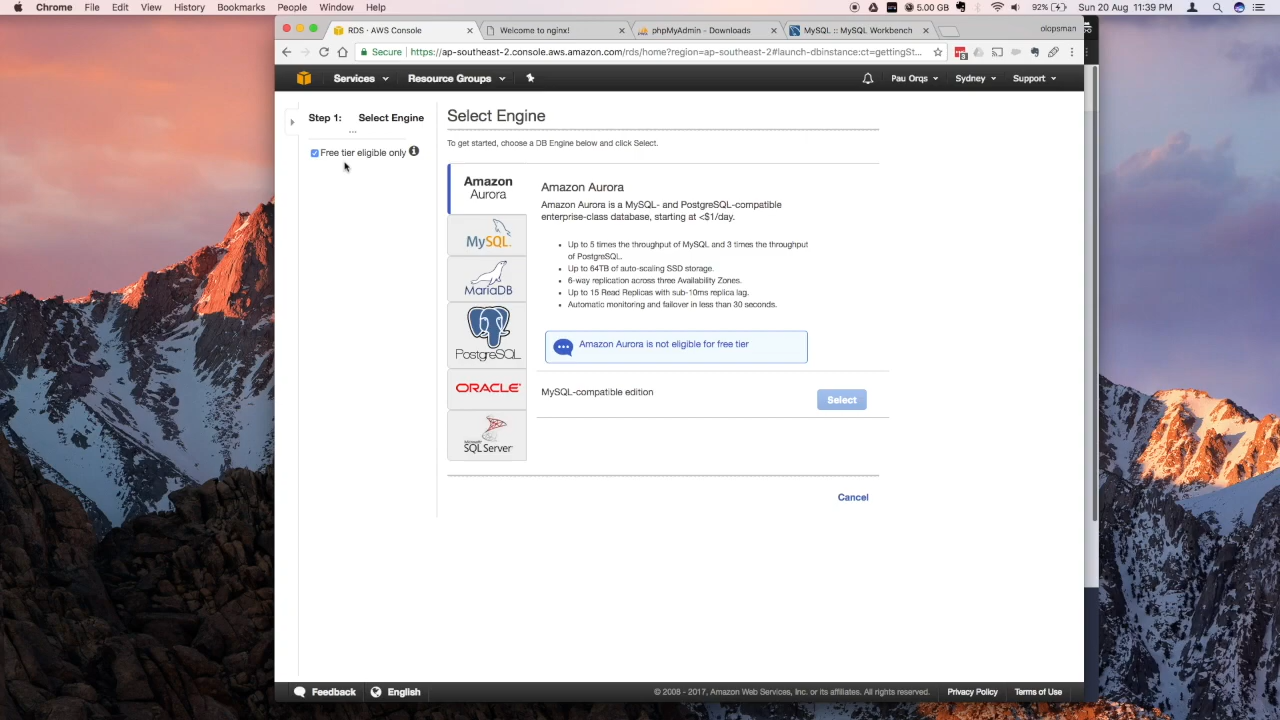 Chrome File Edit View History Bookmarks People Window Help
5.00 GB 92% Sun 20 Aug 11:39 PM
RDS · AWS Console
Welcome to nginx!
phpMyAdmin - Downloads
MySQL :: MySQL Workbench
olopsman
Secure https://ap-southeast-2.console.aws.amazon.com/rds/home?region=ap-southeast-2#launch-dbinstance:ct=gettingSt...
Services Resource Groups Pau Orqs Sydney Support
Step 1: Select Engine
...
Free tier eligible only
Select Engine
To get started, choose a DB Engine below and click Select.
Amazon
Aurora
MySQL.
MariaDB
PostgreSQL
ORACLE
Microsoft
SQL Server
Amazon Aurora
Amazon Aurora is a MySQL- and PostgreSQL-compatible
enterprise-class database, starting at <$1/day.
Up to 5 times the throughput of MySQL and 3 times the throughput
of PostgreSQL.
Up to 64TB of auto-scaling SSD storage.
6-way replication across three Availability Zones.
Up to 15 Read Replicas with sub-10ms replica lag.
Automatic monitoring and failover in less than 30 seconds.
Amazon Aurora is not eligible for free tier
MySQL-compatible edition
Select
Cancel
Feedback English
© 2008 - 2017, Amazon Web Services, Inc. or its affiliates. All rights reserved. Privacy Policy Terms of Use